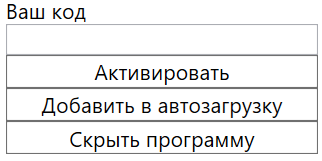 Ваш код
Активировать
Добавить в автозагрузку
Скрыть программу